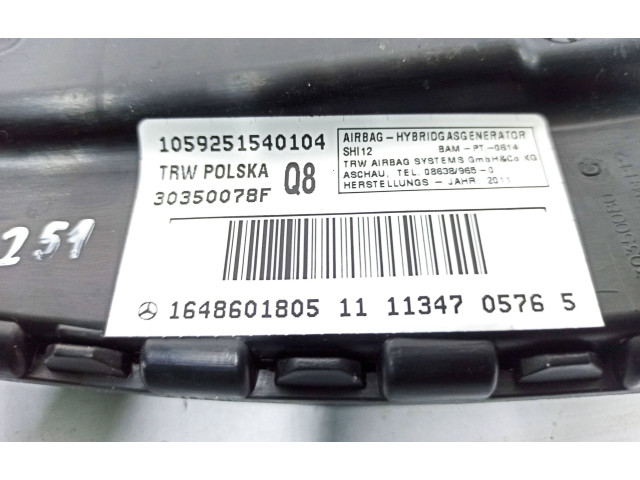 1059251540104
TRW POLSKA Q8
30350078F
AIRBAG - HYBRIDGASGENERATOR
SHI12 BAM - PT.-0814
TRW AIRBAG SYSTEMS GmbH&Co KG
ASCHAU, TEL. 08638/965-0
HERSTELLUNGS - JAHR 2011
1648601805 11 11347 0576 5
251